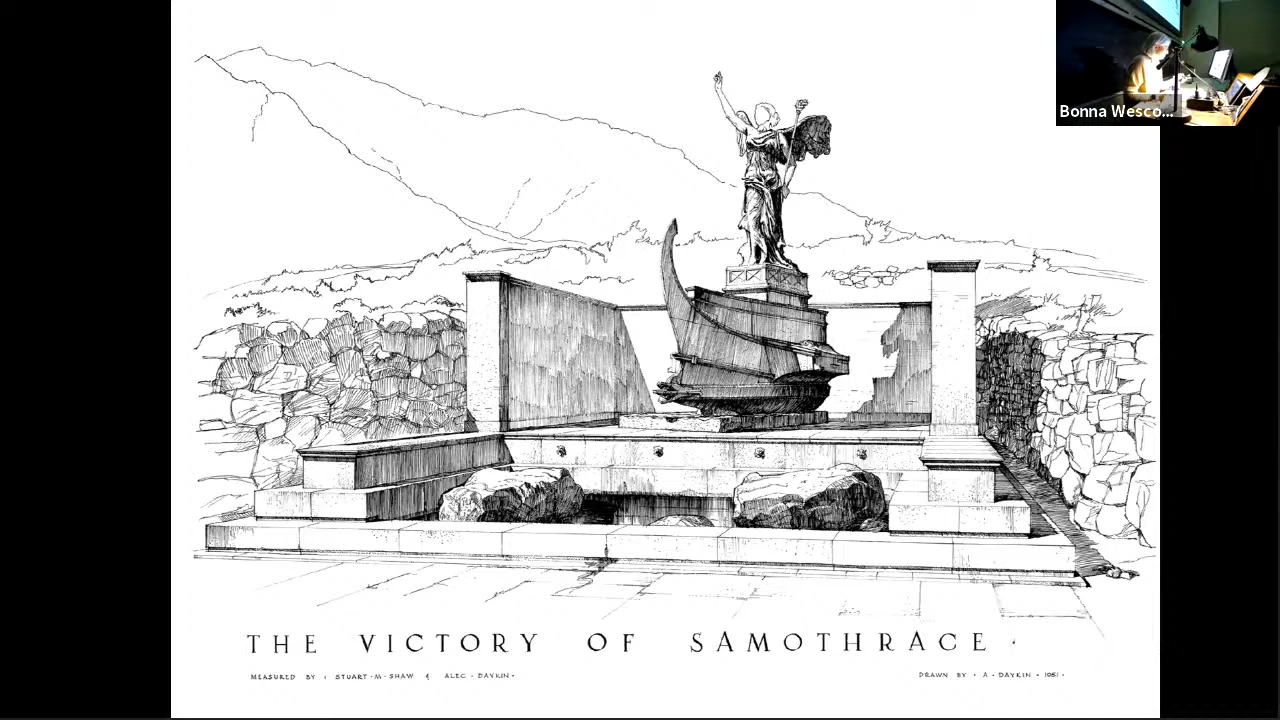 Bonna Wesco...
THE VICTORY OF SAMOTHRACE
MEASURED BY : STUART · M · SHAW & ALEC · DAYKIN ·
DRAWN BY · A · DAYKIN · 1951 ·